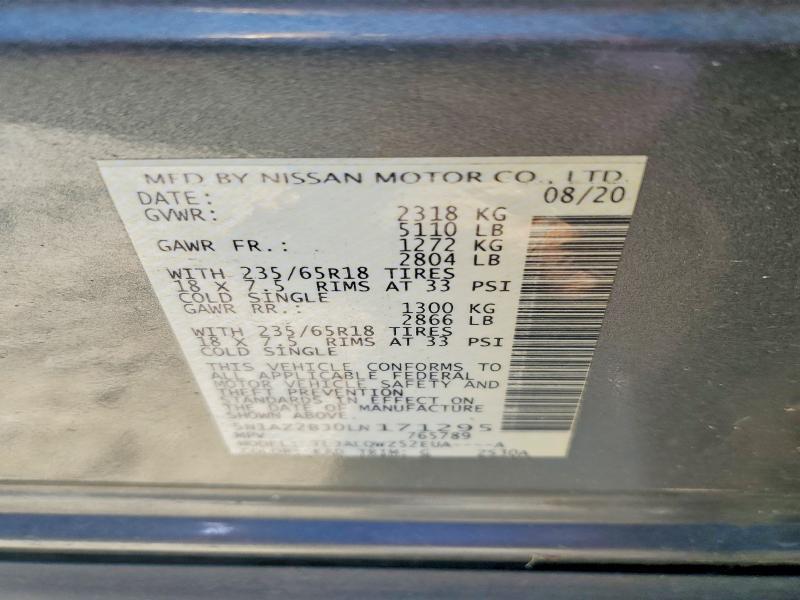 MFD BY NISSAN MOTOR CO., LTD.
DATE: 08/20
GVWR: 2318 KG
5110 LB
GAWR FR.: 1272 KG
2804 LB
WITH 235/65R18 TIRES
18 X 7.5 RIMS AT 33 PSI
COLD SINGLE
GAWR RR.: 1300 KG
2866 LB
WITH 235/65R18 TIRES
18 X 7.5 RIMS AT 33 PSI
COLD SINGLE
THIS VEHICLE CONFORMS TO
ALL APPLICABLE FEDERAL
MOTOR VEHICLE SAFETY AND
THEFT PREVENTION
STANDARDS IN EFFECT ON
THE DATE OF MANUFACTURE
SHOWN ABOVE.
171295
MPV 765789
MODEL:
COLOR: TRIM: G